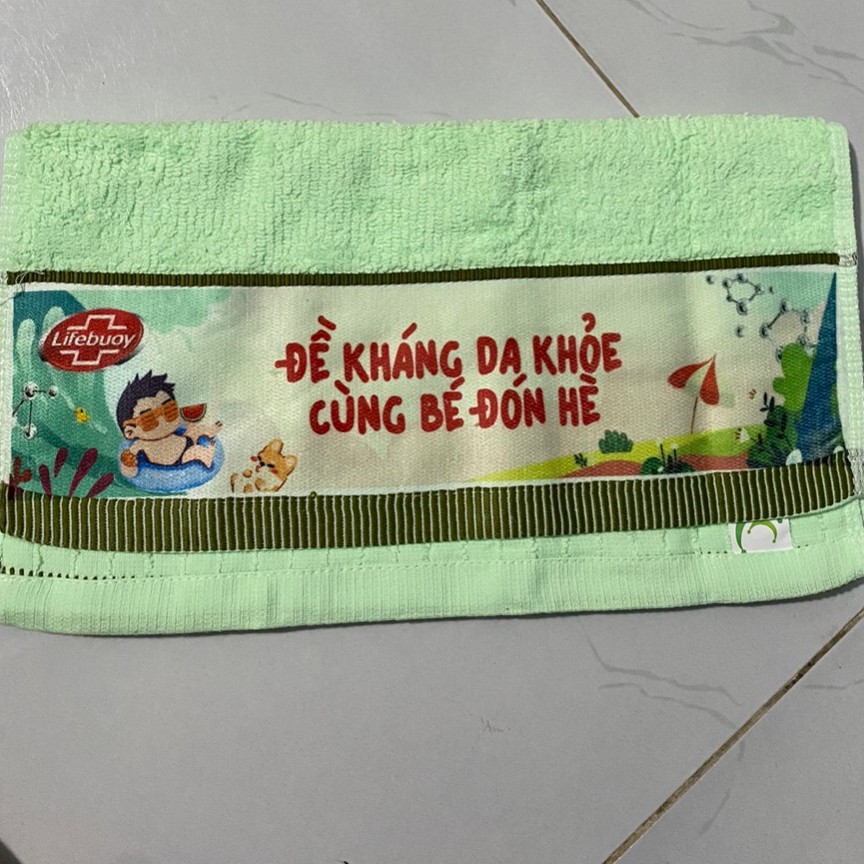 Lifebuoy
ĐỀ KHÁNG DA KHỎE
CÙNG BÉ ĐÓN HÈ